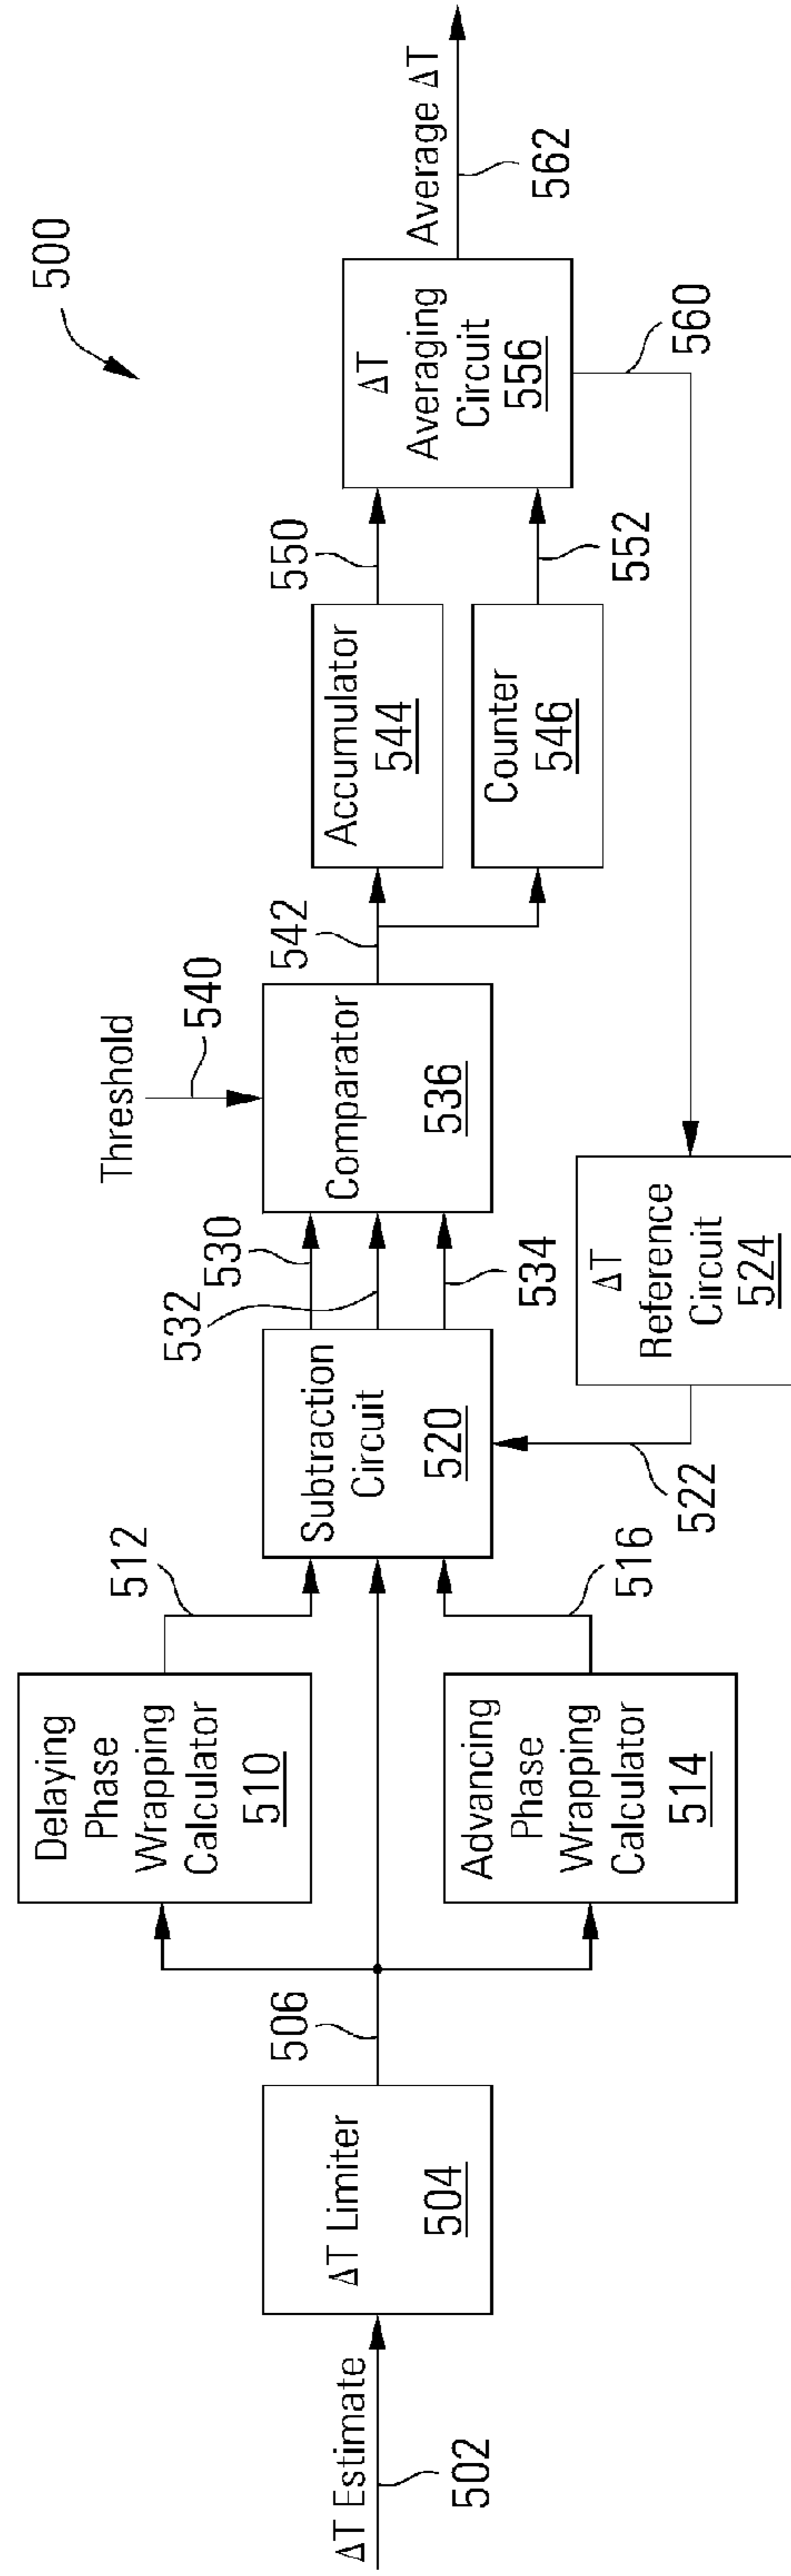 500
ΔT Estimate
502
ΔT Limiter
504
506
Delaying
Phase
Wrapping
Calculator
510
512
Advancing
Phase
Wrapping
Calculator
514
516
Subtraction
Circuit
520
522
ΔT
Reference
Circuit
524
530
532
534
Threshold
540
Comparator
536
542
Accumulator
544
Counter
546
550
552
ΔT
Averaging
Circuit
556
560
Average ΔT
562